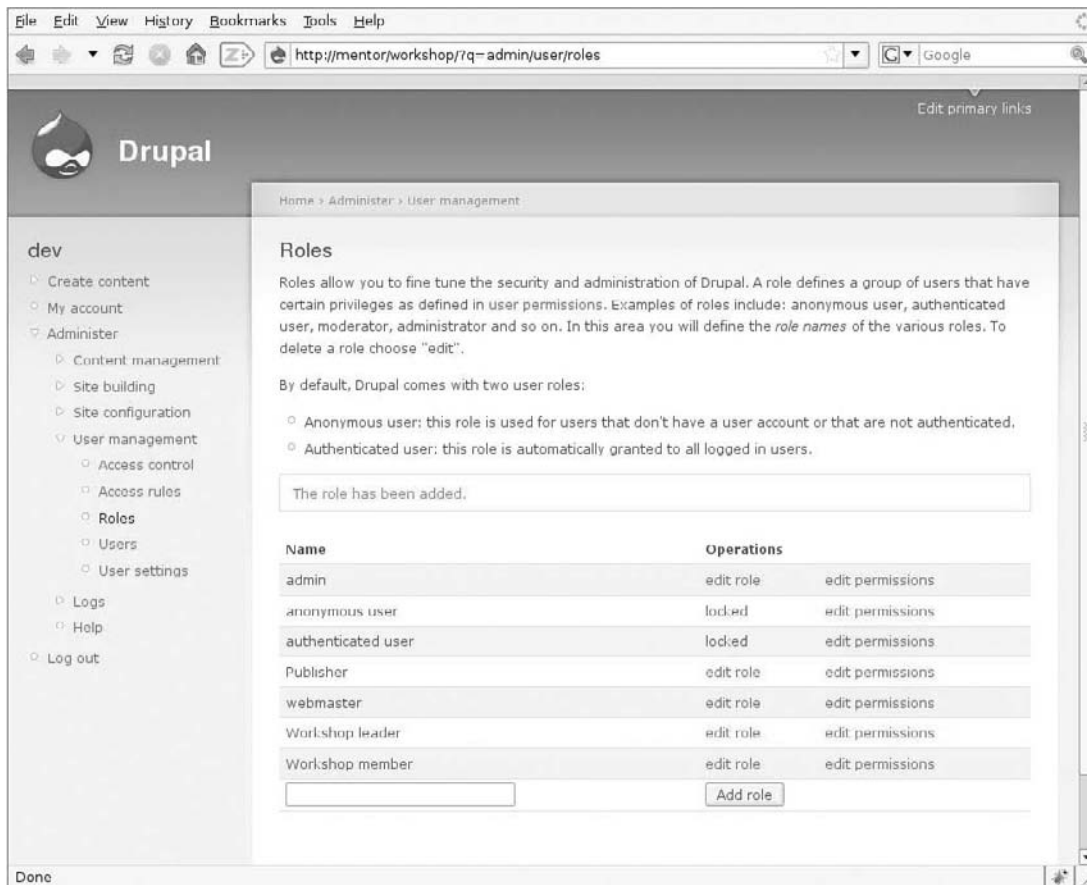 File Edit View History Bookmarks Tools Help
http://mentor/workshop/?q=admin/user/roles
Google
Edit primary links
Drupal
Home › Administer › User management
dev
Create content
My account
Administer
Content management
Site building
Site configuration
User management
Access control
Access rules
Roles
Users
User settings
Logs
Help
Log out
Roles
Roles allow you to fine tune the security and administration of Drupal. A role defines a group of users that have
certain privileges as defined in user permissions. Examples of roles include: anonymous user, authenticated
user, moderator, administrator and so on. In this area you will define the role names of the various roles. To
delete a role choose "edit".
By default, Drupal comes with two user roles:
Anonymous user: this role is used for users that don't have a user account or that are not authenticated.
Authenticated user: this role is automatically granted to all logged in users.
The role has been added.
Name Operations
admin edit role edit permissions
anonymous user locked edit permissions
authenticated user locked edit permissions
Publisher edit role edit permissions
webmaster edit role edit permissions
Workshop leader edit role edit permissions
Workshop member edit role edit permissions
Add role
Done